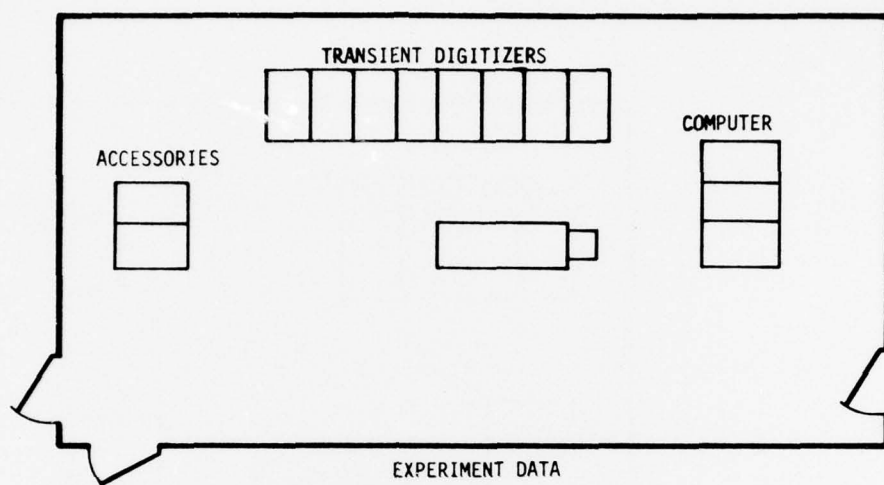 TRANSIENT DIGITIZERS
COMPUTER
ACCESSORIES
EXPERIMENT DATA